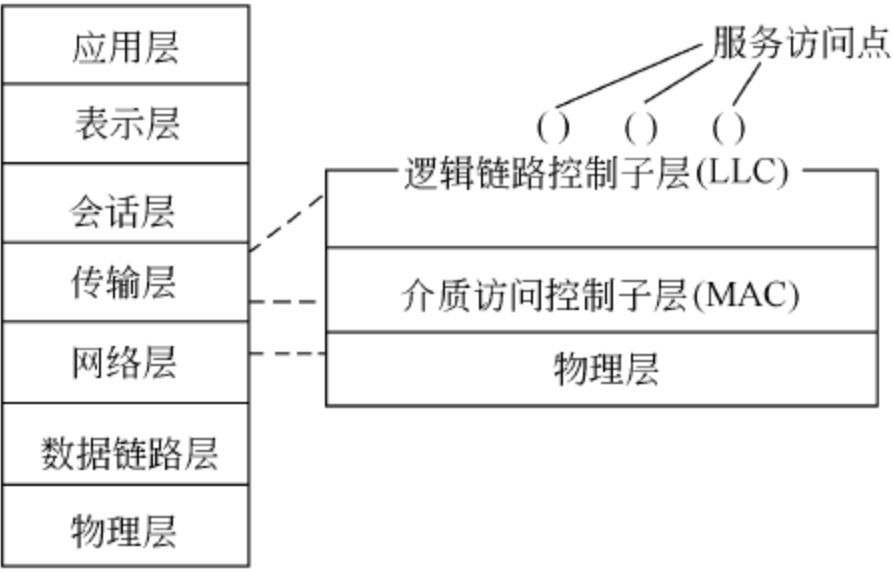 应用层
表示层
会话层
传输层
网络层
数据链路层
物理层
服务访问点
( ) ( ) ( )
逻辑链路控制子层(LLC)
介质访问控制子层(MAC)
物理层